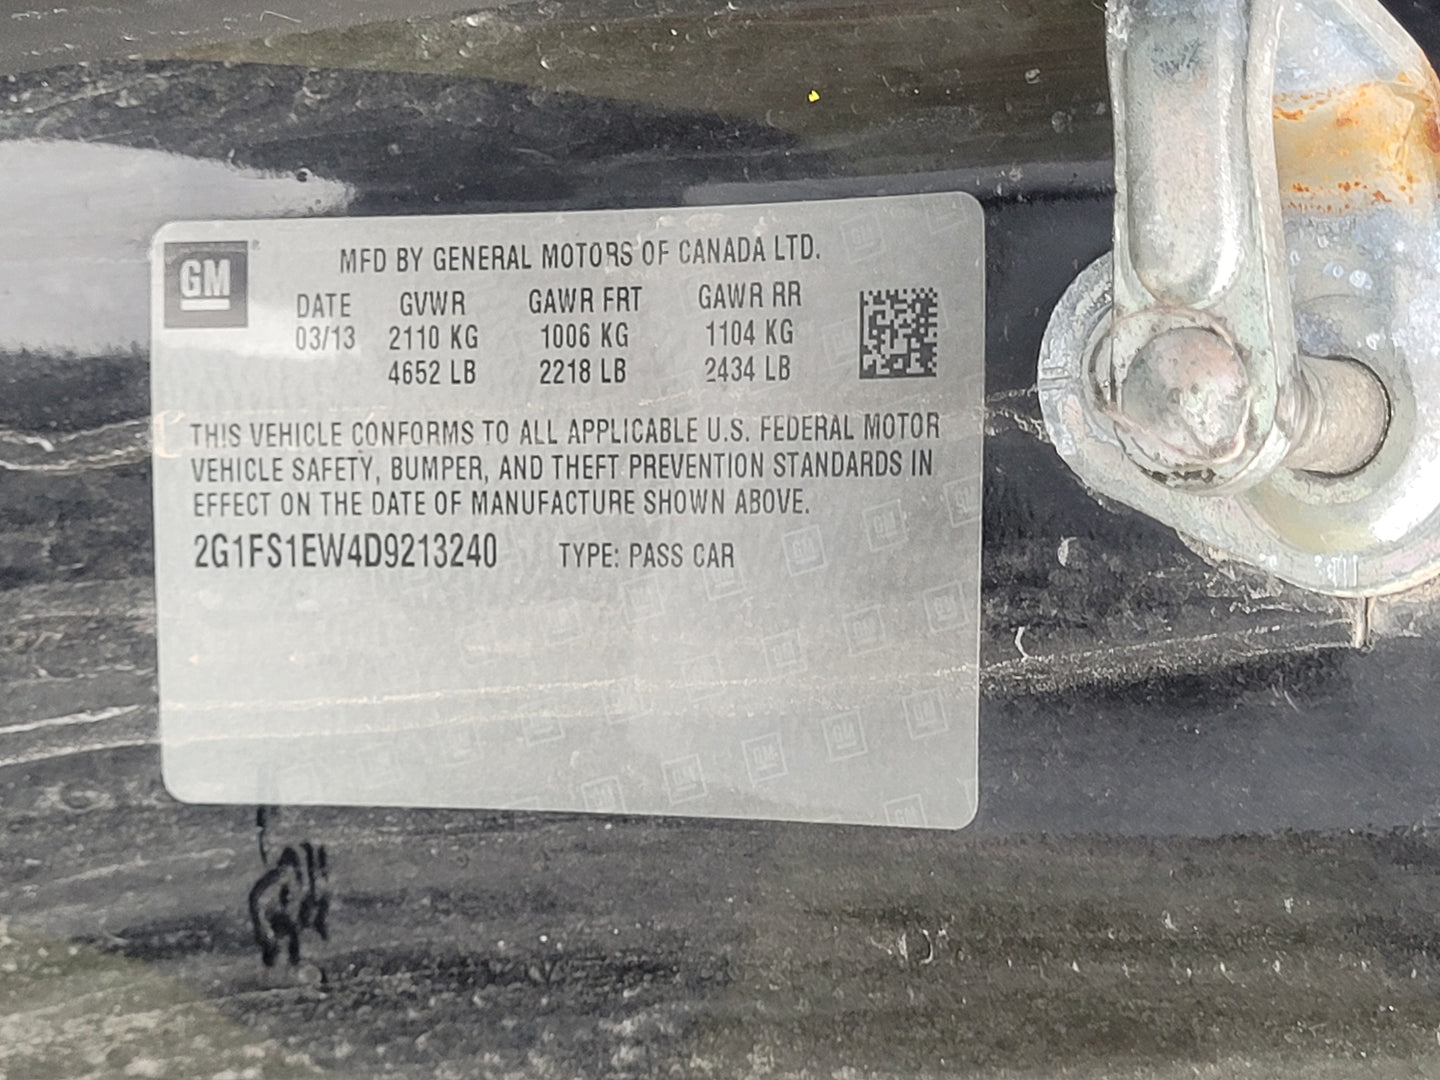 GM
MFD BY GENERAL MOTORS OF CANADA LTD.
DATE GVWR GAWR FRT GAWR RR
03/13 2110 KG 1006 KG 1104 KG
4652 LB 2218 LB 2434 LB
THIS VEHICLE CONFORMS TO ALL APPLICABLE U.S. FEDERAL MOTOR
VEHICLE SAFETY, BUMPER, AND THEFT PREVENTION STANDARDS IN
EFFECT ON THE DATE OF MANUFACTURE SHOWN ABOVE.
2G1FS1EW4D9213240 TYPE: PASS CAR